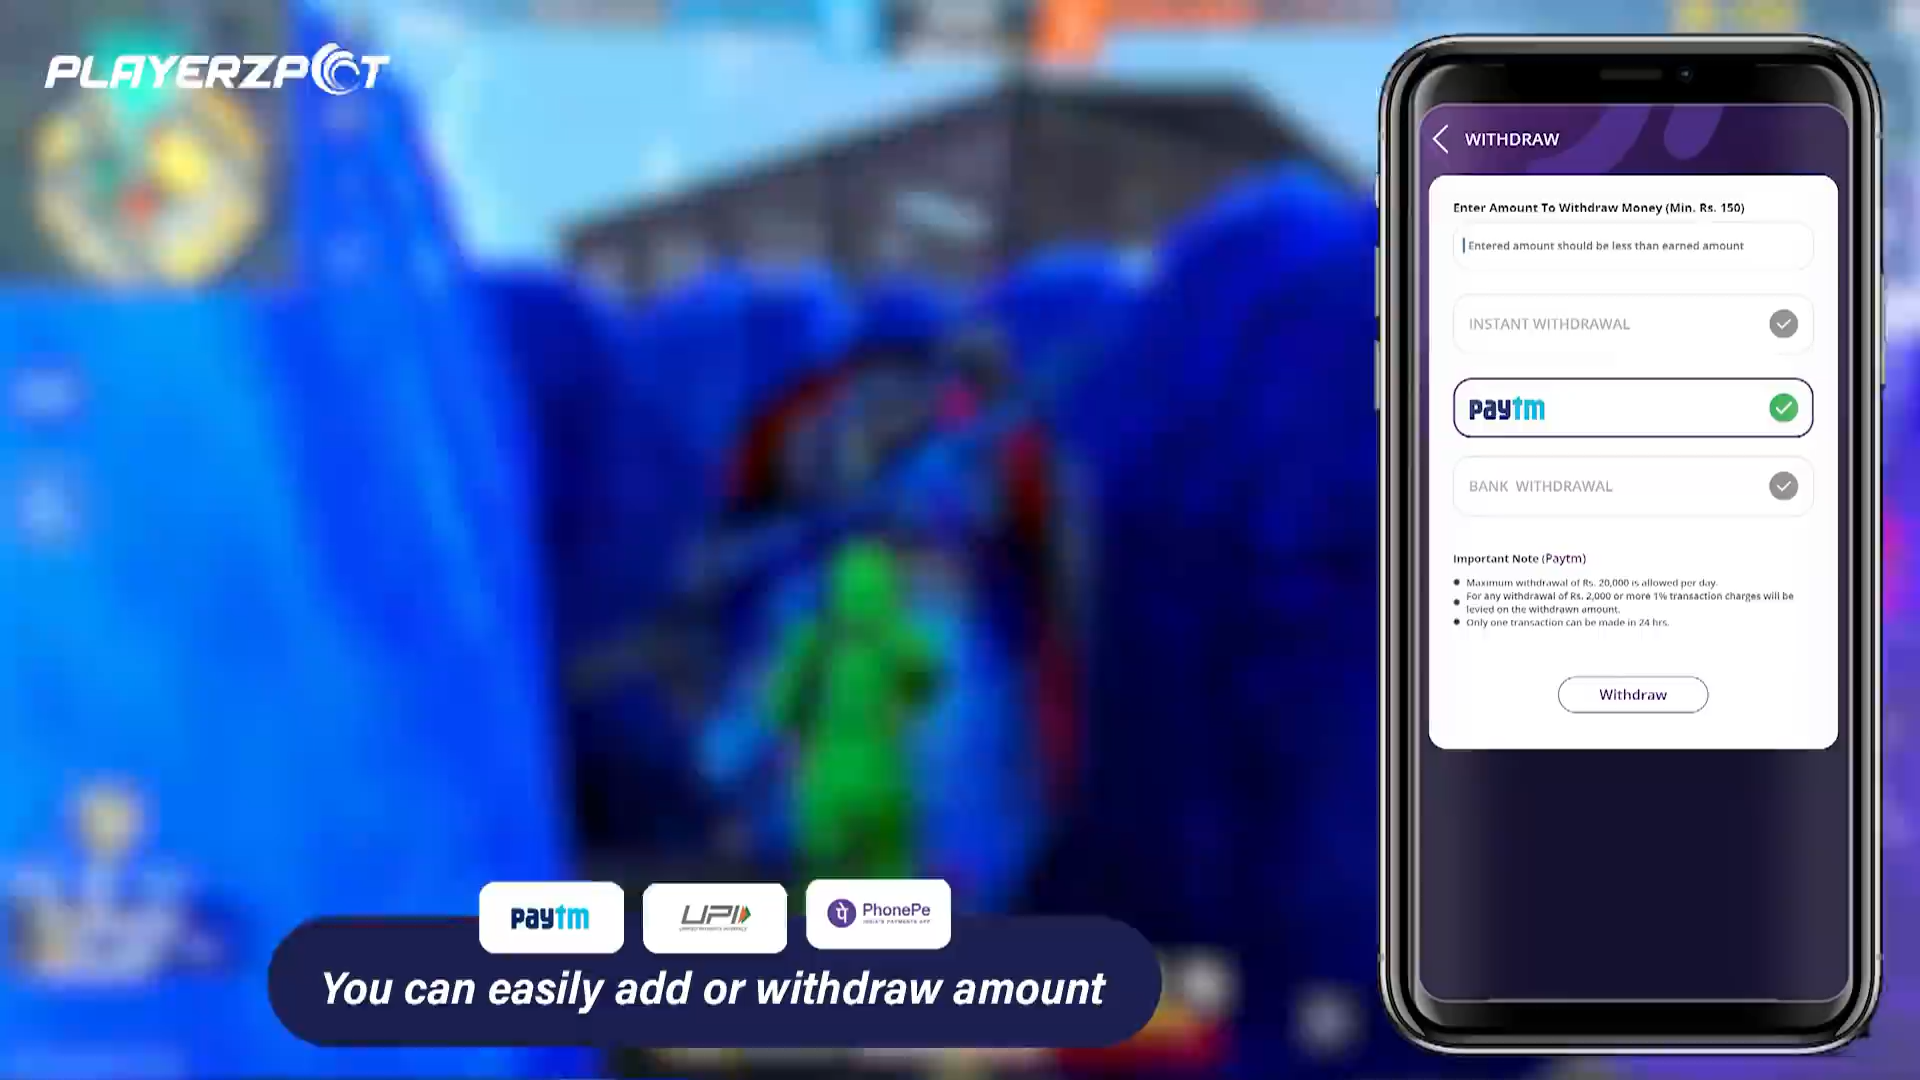 PLAYERZPOT
WITHDRAW
Enter Amount To Withdraw Money (Min. Rs. 150)
Entered amount should be less than earned amount
INSTANT WITHDRAWAL
paytm
BANK WITHDRAWAL
Important Note (Paytm)
Maximum withdrawal of Rs. 20,000 is allowed per day.
For any withdrawal of Rs. 2,000 or more 1% transaction charges will be
levied on the withdrawn amount.
Only one transaction can be made in 24 hrs.
Withdraw
paytm
UPI
पे PhonePe
You can easily add or withdraw amount